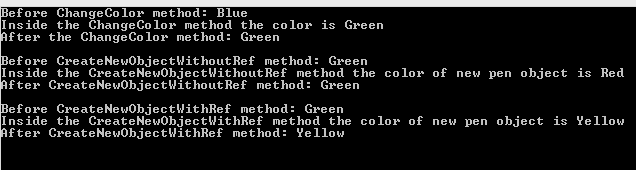 Before ChangeColor method: Blue
Inside the ChangeColor method the color is Green
After the ChangeColor method: Green
Before CreateNewObjectWithoutRef method: Green
Inside the CreateNewObjectWithoutRef method the color of new pen object is Red
After CreateNewObjectWithoutRef method: Green
Before CreateNewObjectWithRef method: Green
Inside the CreateNewObjectWithRef method the color of new pen object is Yellow
After CreateNewObjectWithRef method: Yellow